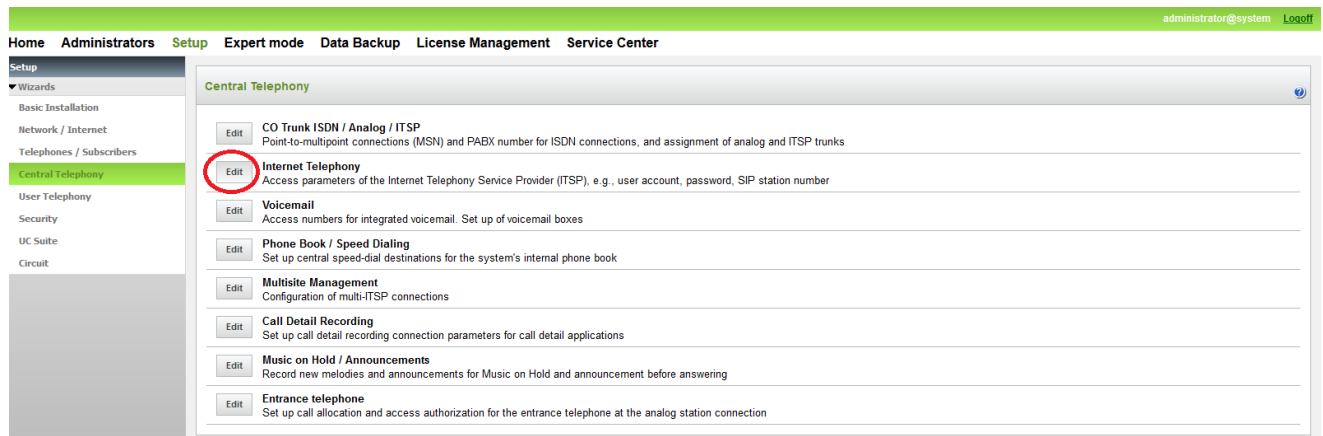 administrator@system Logoff
Home Administrators Setup Expert mode Data Backup License Management Service Center
Setup
Wizards
Basic Installation
Network / Internet
Telephones / Subscribers
Central Telephony
User Telephony
Security
UC Suite
Circuit
Central Telephony
?
Edit
CO Trunk ISDN / Analog / ITSP
Point-to-multipoint connections (MSN) and PABX number for ISDN connections, and assignment of analog and ITSP trunks
Edit
Internet Telephony
Access parameters of the Internet Telephony Service Provider (ITSP), e.g., user account, password, SIP station number
Edit
Voicemail
Access numbers for integrated voicemail. Set up of voicemail boxes
Edit
Phone Book / Speed Dialing
Set up central speed-dial destinations for the system's internal phone book
Edit
Multisite Management
Configuration of multi-ITSP connections
Edit
Call Detail Recording
Set up call detail recording connection parameters for call detail applications
Edit
Music on Hold / Announcements
Record new melodies and announcements for Music on Hold and announcement before answering
Edit
Entrance telephone
Set up call allocation and access authorization for the entrance telephone at the analog station connection